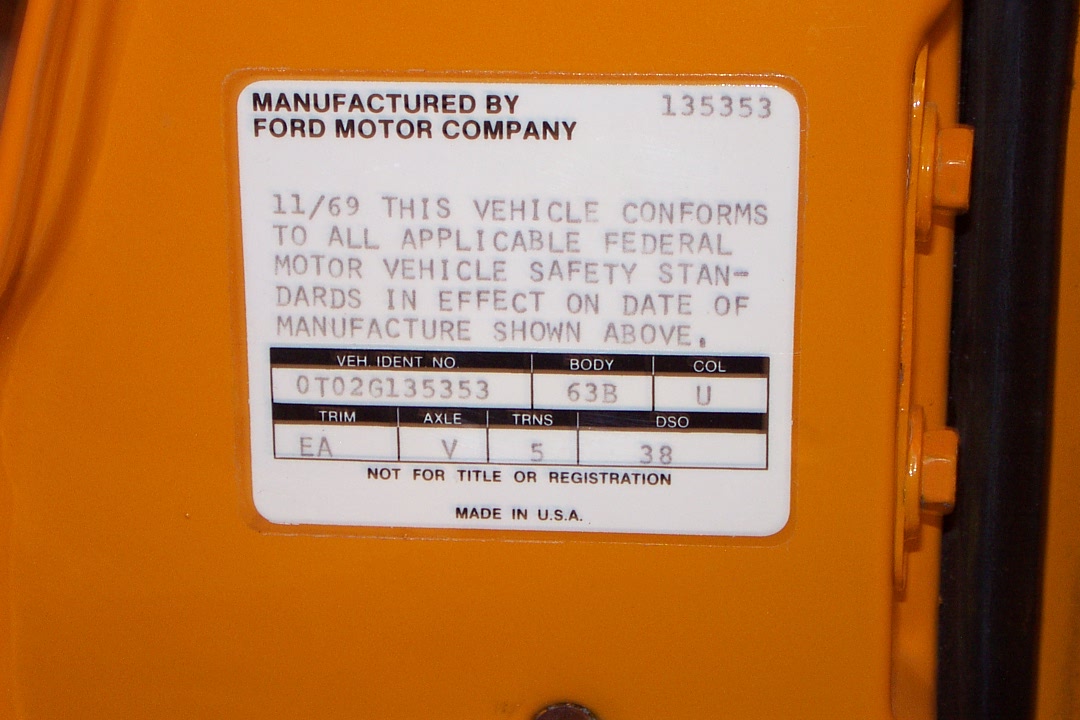 MANUFACTURED BY 135353
FORD MOTOR COMPANY
11/69 THIS VEHICLE CONFORMS
TO ALL APPLICABLE FEDERAL
MOTOR VEHICLE SAFETY STAN-
DARDS IN EFFECT ON DATE OF
MANUFACTURE SHOWN ABOVE.
VEH. IDENT. NO. BODY COL
0T02G135353 63B U
TRIM AXLE TRNS DSO
EA V 5 38
NOT FOR TITLE OR REGISTRATION
MADE IN U.S.A.